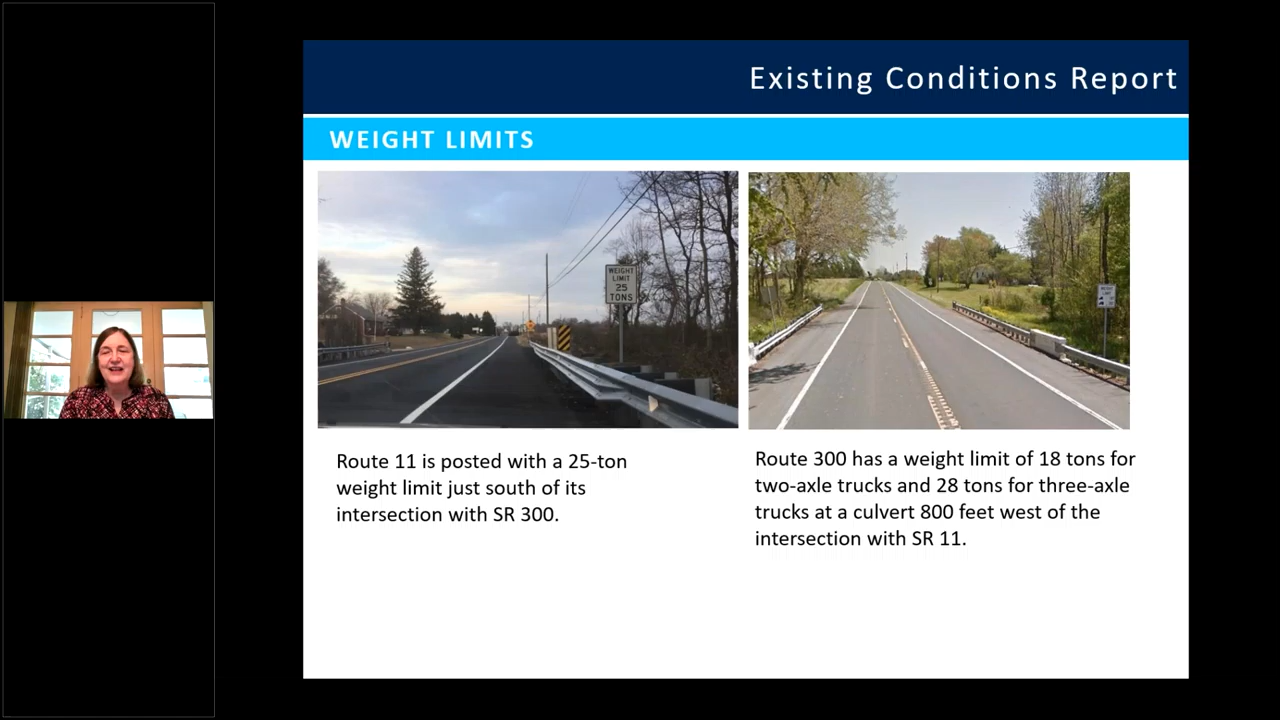 Existing Conditions Report
WEIGHT LIMITS
WEIGHT
LIMIT
25
TONS
Route 11 is posted with a 25-ton
weight limit just south of its
intersection with SR 300.
Route 300 has a weight limit of 18 tons for
two-axle trucks and 28 tons for three-axle
trucks at a culvert 800 feet west of the
intersection with SR 11.